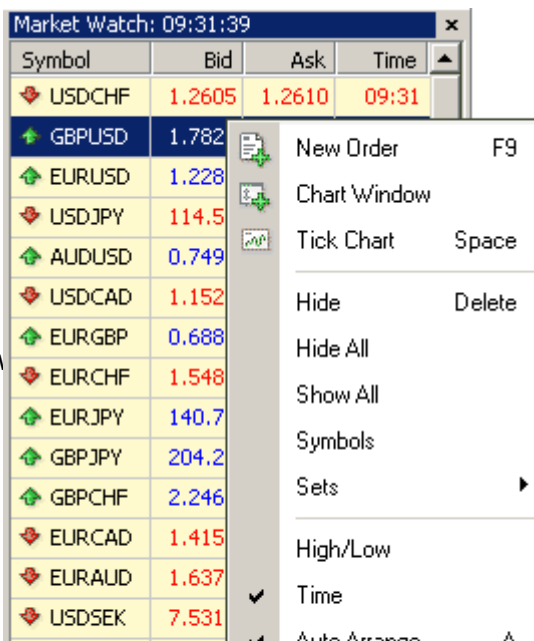 Market Watch: 09:31:39
Symbol Bid Ask Time
USDCHF 1.2605 1.2610 09:31
GBPUSD 1.782
EURUSD 1.228
USDJPY 114.5
AUDUSD 0.749
USDCAD 1.152
EURGBP 0.688
EURCHF 1.548
EURJPY 140.7
GBPJPY 204.2
GBPCHF 2.246
EURCAD 1.415
EURAUD 1.637
USDSEK 7.531
New Order F9
Chart Window
Tick Chart Space
Hide Delete
Hide All
Show All
Symbols
Sets
High/Low
Time
Auto Arrange A